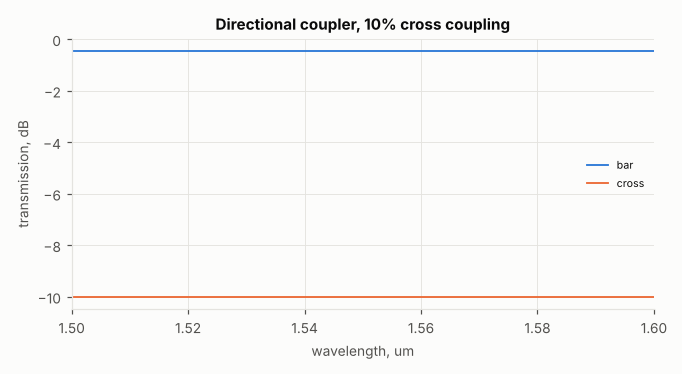 Directional coupler, 10% cross coupling
0
−2
−4
−6
−8
−10
transmission, dB
bar
cross
1.50 1.52 1.54 1.56 1.58 1.60
wavelength, um